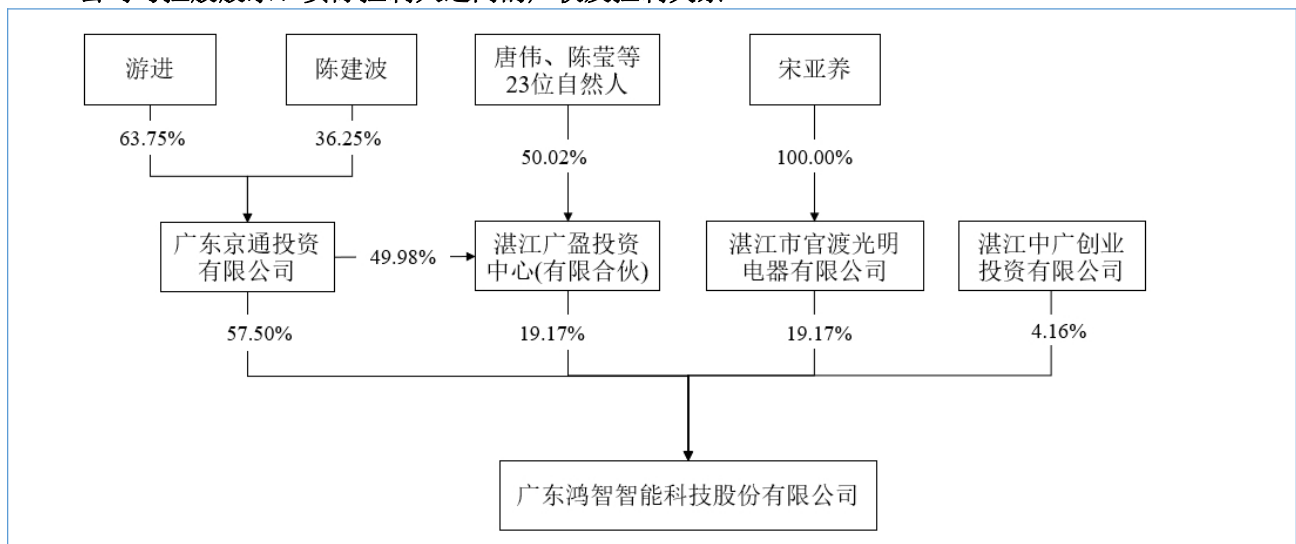 游进
陈建波
唐伟、陈莹等
23位自然人
宋亚养
63.75%
36.25%
50.02%
100.00%
广东京通投资
有限公司
49.98%
湛江广盈投资
中心(有限合伙)
湛江市官渡光明
电器有限公司
湛江中广创业
投资有限公司
57.50%
19.17%
19.17%
4.16%
广东鸿智智能科技股份有限公司